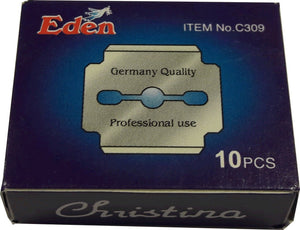 Eden
ITEM No.C309
Germany Quality
Professional use
10PCS
Christina